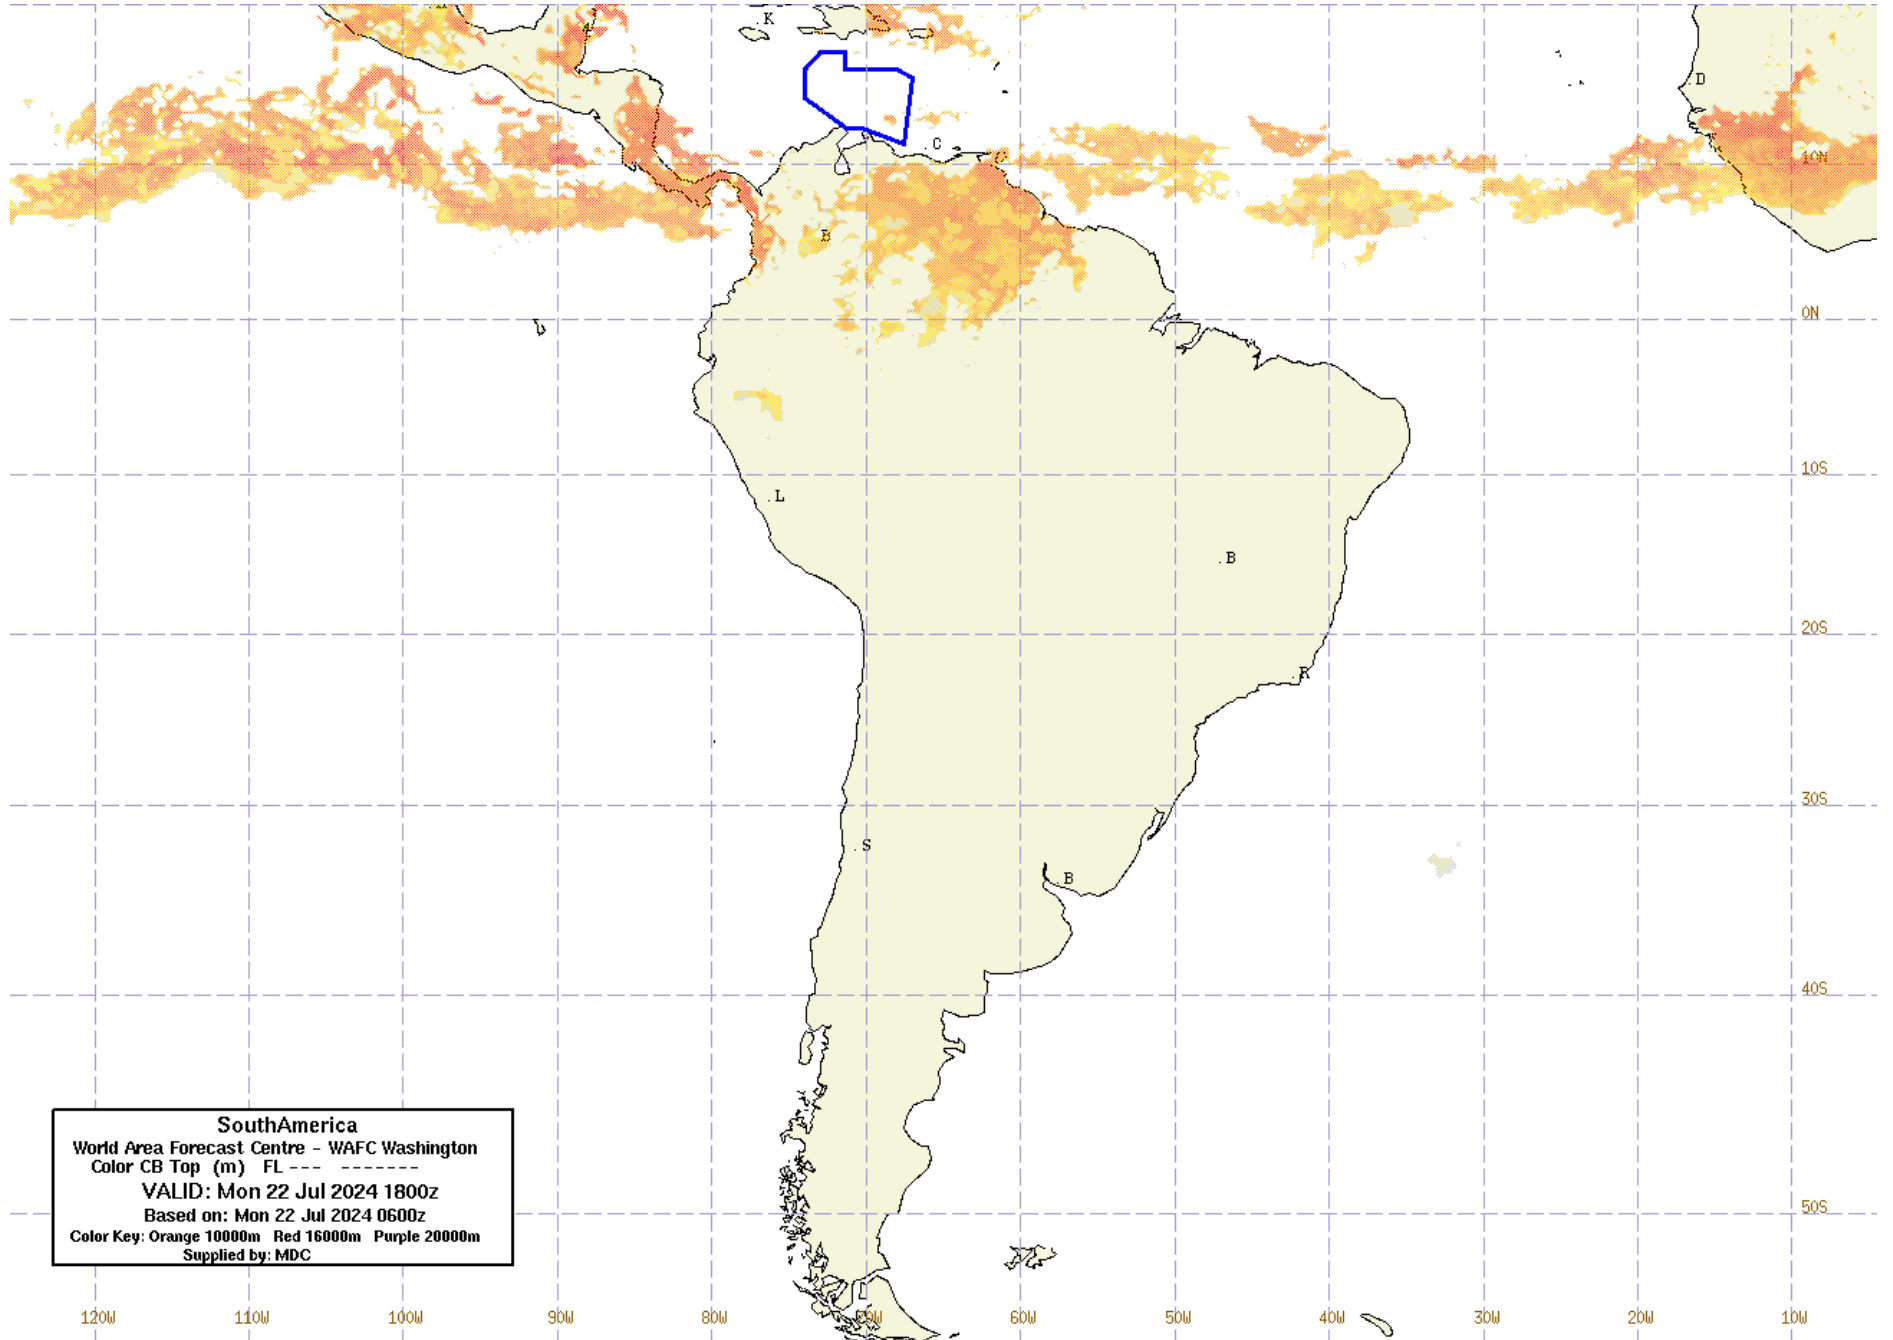 K
D
C
10N
B
0N
10S
L
B
20S
R
30S
S
B
40S
SouthAmerica
World Area Forecast Centre - WAFC Washington
Color CB Top (m) FL --- -------
VALID: Mon 22 Jul 2024 1800z
Based on: Mon 22 Jul 2024 0600z
Color Key: Orange 10000m Red 16000m Purple 20000m
Supplied by: MDC
50S
120W 110W 100W 90W 80W 70W 60W 50W 40W 30W 20W 10W